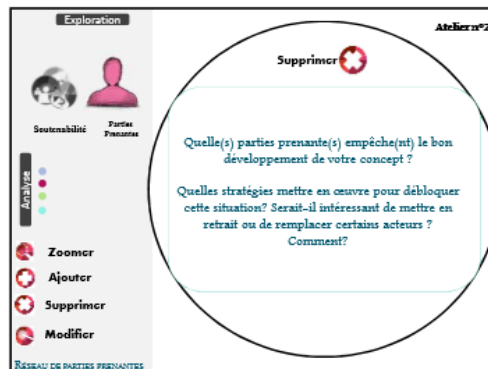 Exploration
Atelier n°2
Supprimer
Soutenabilité
Parties
Prenantes
Quelle(s) parties prenante(s) empêche(nt) le bon
développement de votre concept ?
Quelles stratégies mettre en œuvre pour débloquer
cette situation? Serait-il intéressant de mettre en
retrait ou de remplacer certains acteurs ?
Comment?
Analyse
Zoomer
Ajouter
Supprimer
Modifier
RÉSEAU DE PARTIES PRENANTES